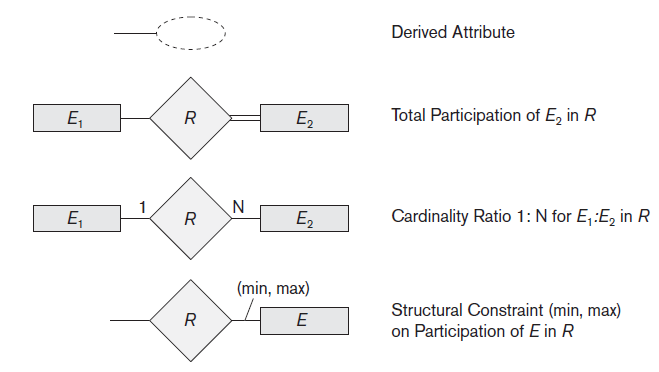 Derived Attribute
E₁ R E₂ Total Participation of E₂ in R
E₁ 1 R N E₂ Cardinality Ratio 1: N for E₁:E₂ in R
(min, max)
R E Structural Constraint (min, max)
on Participation of E in R